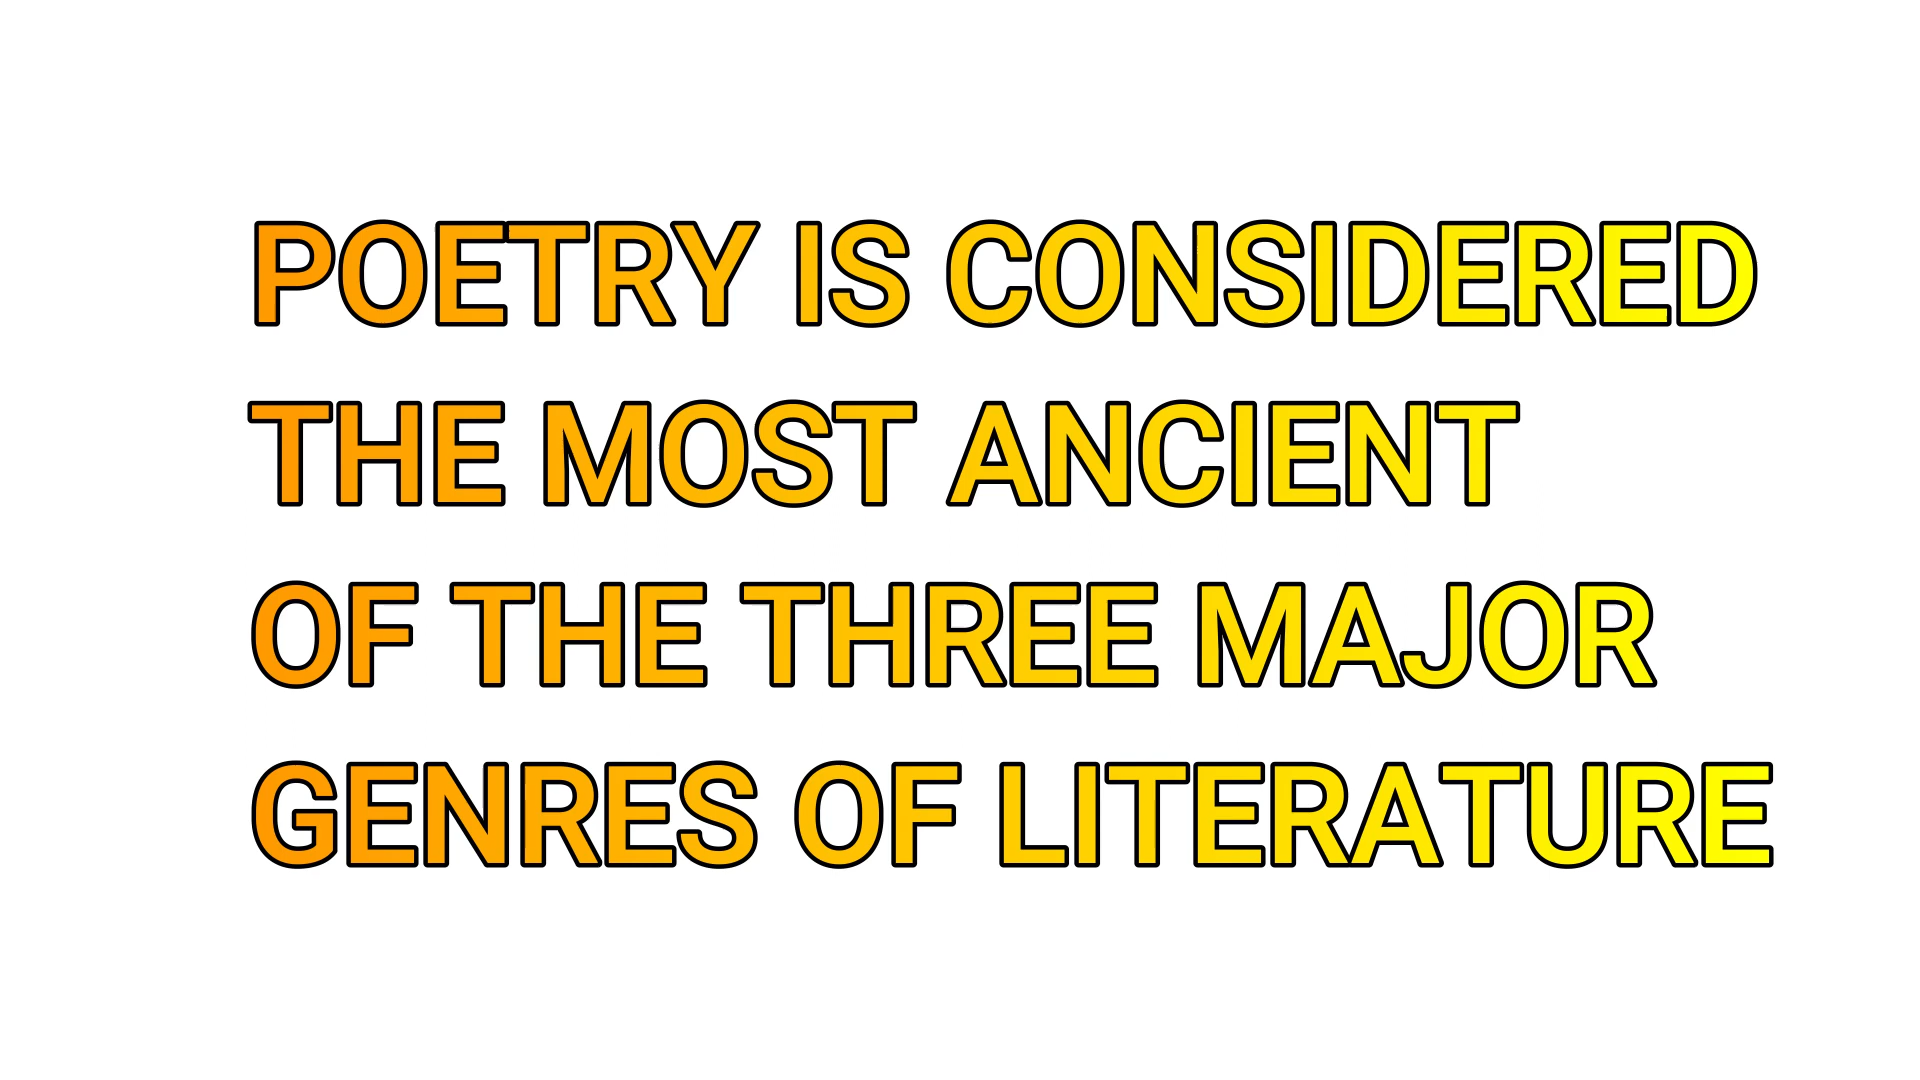 POETRY IS CONSIDERED
THE MOST ANCIENT
OF THE THREE MAJOR
GENRES OF LITERATURE